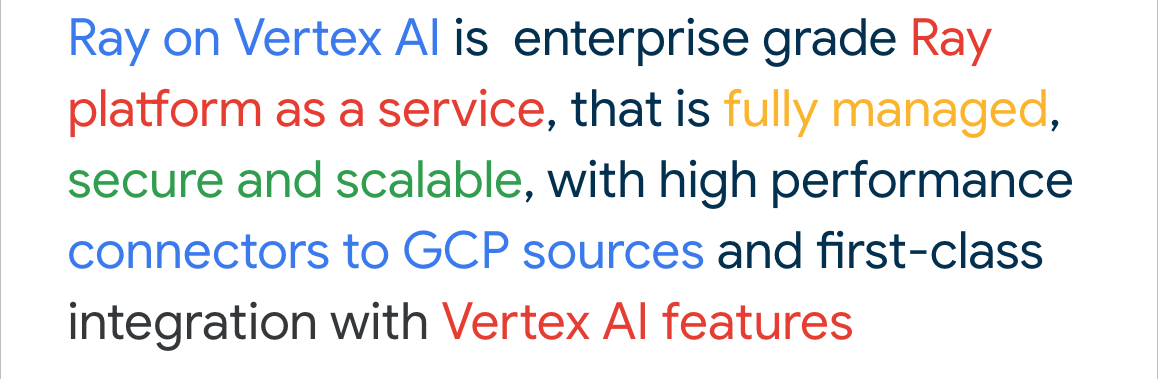 Ray on Vertex AI is  enterprise grade Ray
platform as a service, that is fully managed,
secure and scalable, with high performance
connectors to GCP sources and first-class
integration with Vertex AI features